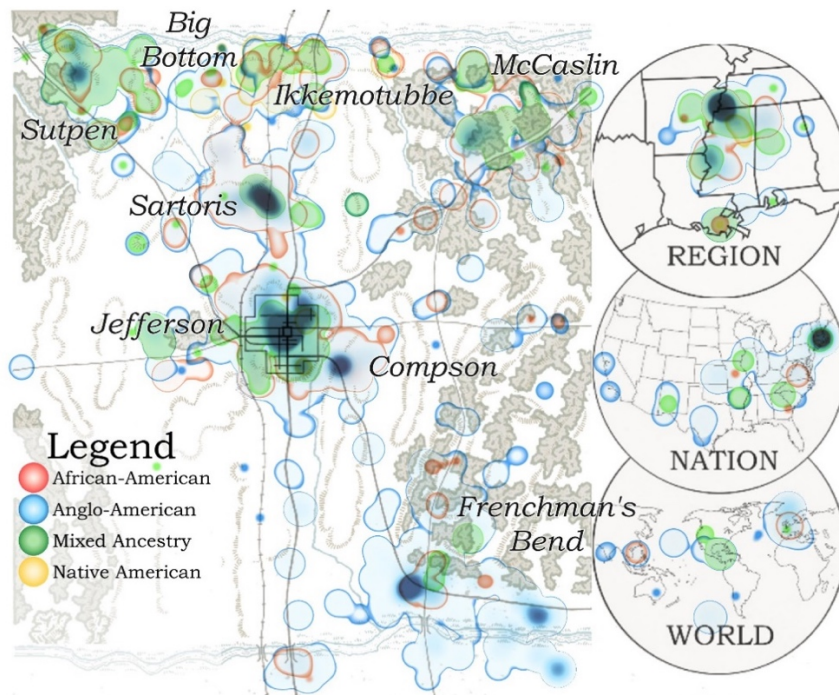 Big
Bottom
McCaslin
Ikkemotubbe
Sutpen
Sartoris
REGION
Jefferson
Compson
Legend
African-American
Anglo-American
Mixed Ancestry
Native American
NATION
Frenchman's
Bend
WORLD